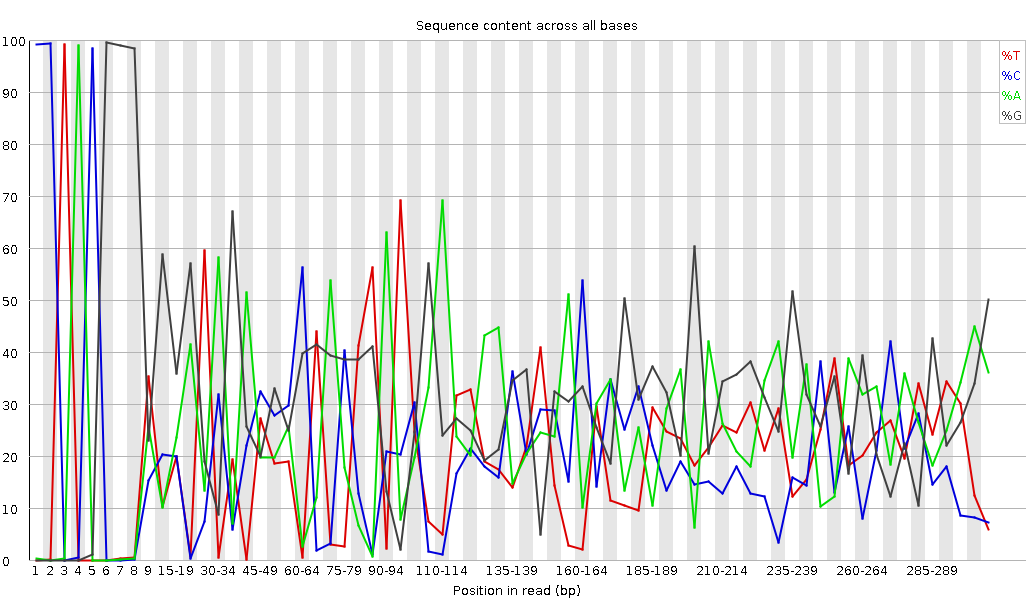 Sequence content across all bases
100
90
80
70
60
50
40
30
20
10
0
%T
%C
%A
%G
1 2 3 4 5 6 7 8 9 15-19 30-34 45-49 60-64 75-79 90-94 110-114 135-139 160-164 185-189 210-214 235-239 260-264 285-289
Position in read (bp)